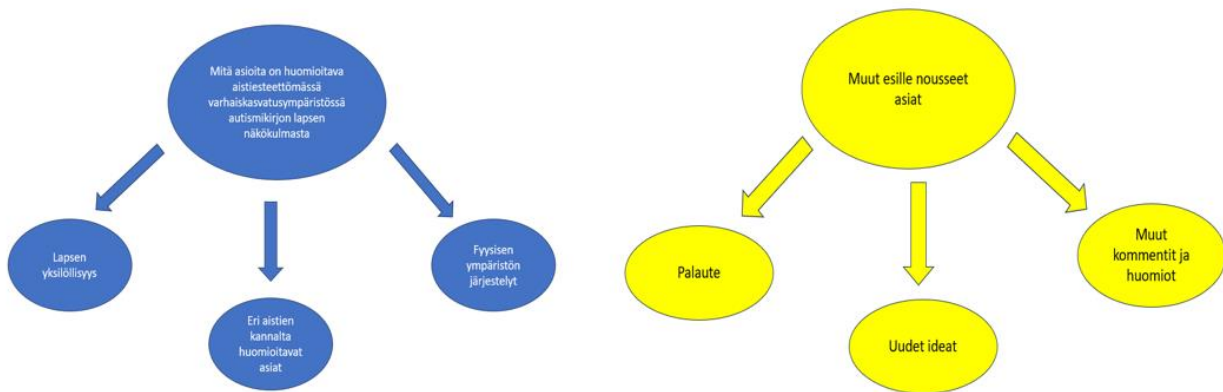 Mitä asioita on huomioitava
aistiesteettömässä
varhaiskasvatusympäristössä
autismikirjon lapsen
näkökulmasta
Lapsen
yksilöllisyys
Eri aistien
kannalta
huomioitavat
asiat
Fyysisen
ympäristön
järjestelyt
Muut esille nousseet
asiat
Palaute
Uudet ideat
Muut
kommentit ja
huomiot